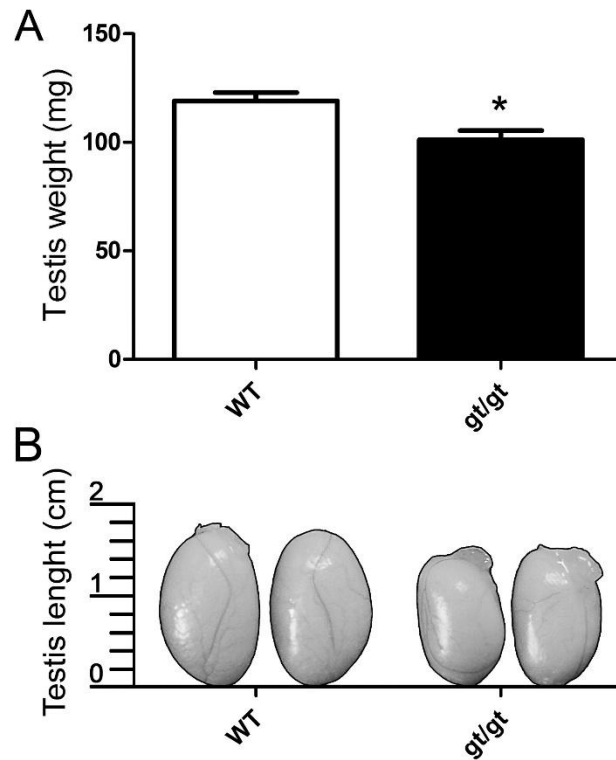 A
Testis weight (mg)
150
100
50
0
*
WT
gt/gt
B
Testis lenght (cm)
2
1
0
WT
gt/gt